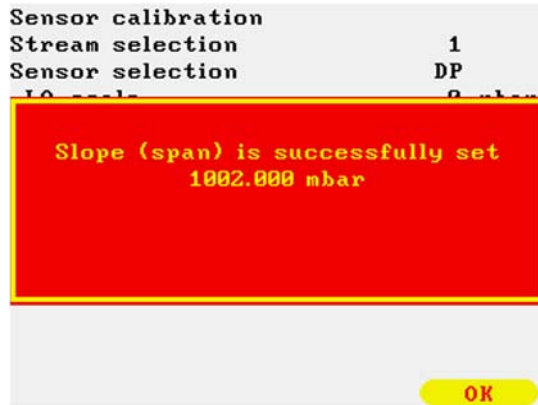 Sensor calibration
Stream selection 1
Sensor selection DP
Slope (span) is successfully set
1002.000 mbar
OK